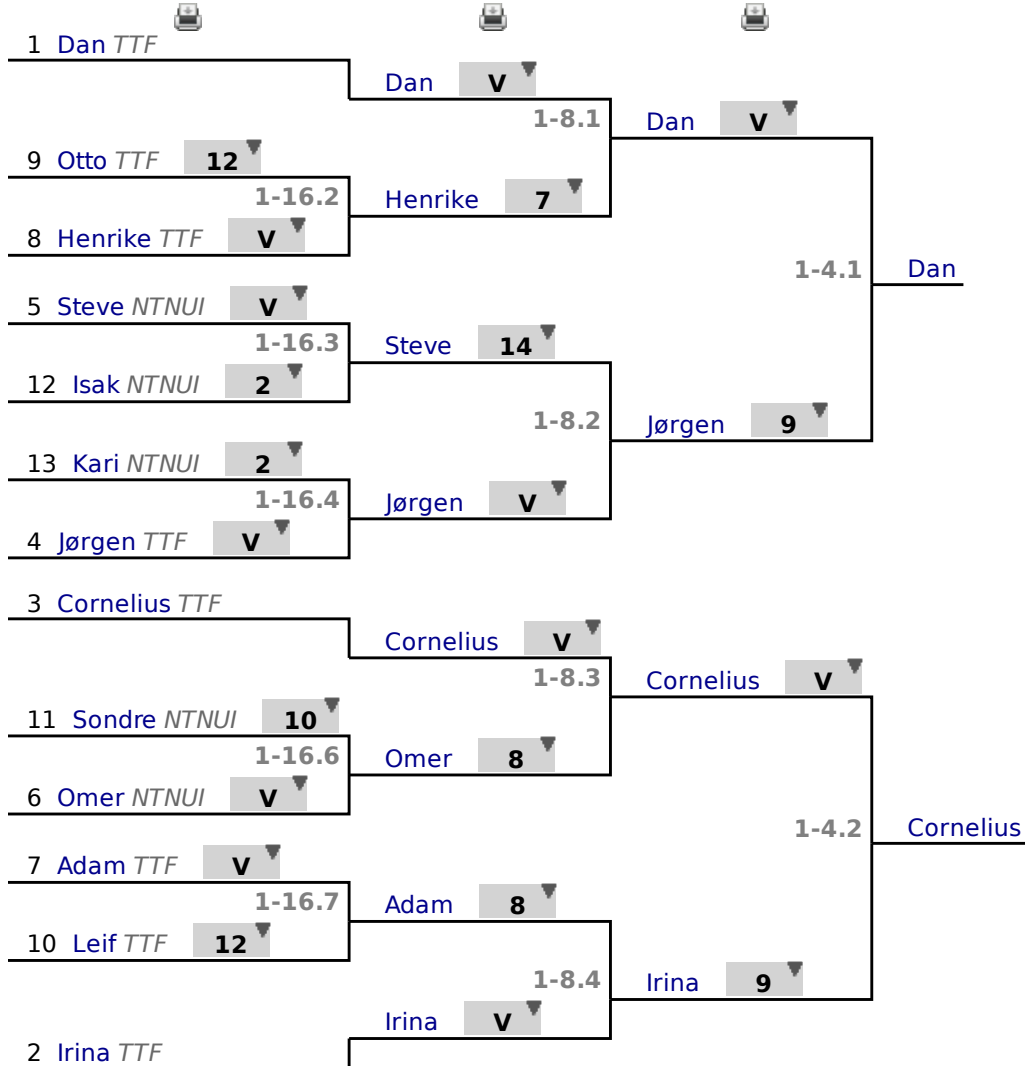 1 Dan TTF
Dan V
1-8.1
Dan V
9 Otto TTF 12
1-16.2
Henrike 7
8 Henrike TTF V
1-4.1
Dan
5 Steve NTNUI V
1-16.3
Steve 14
12 Isak NTNUI 2
1-8.2
Jørgen 9
13 Kari NTNUI 2
1-16.4
Jørgen V
4 Jørgen TTF V
3 Cornelius TTF
Cornelius V
1-8.3
Cornelius V
11 Sondre NTNUI 10
1-16.6
Omer 8
6 Omer NTNUI V
1-4.2
Cornelius
7 Adam TTF V
1-16.7
Adam 8
10 Leif TTF 12
1-8.4
Irina 9
Irina V
2 Irina TTF